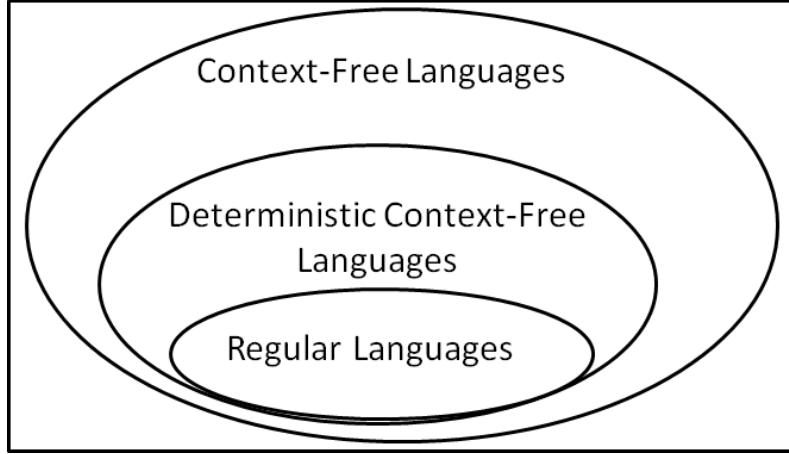 Context-Free Languages
Deterministic Context-Free
Languages
Regular Languages